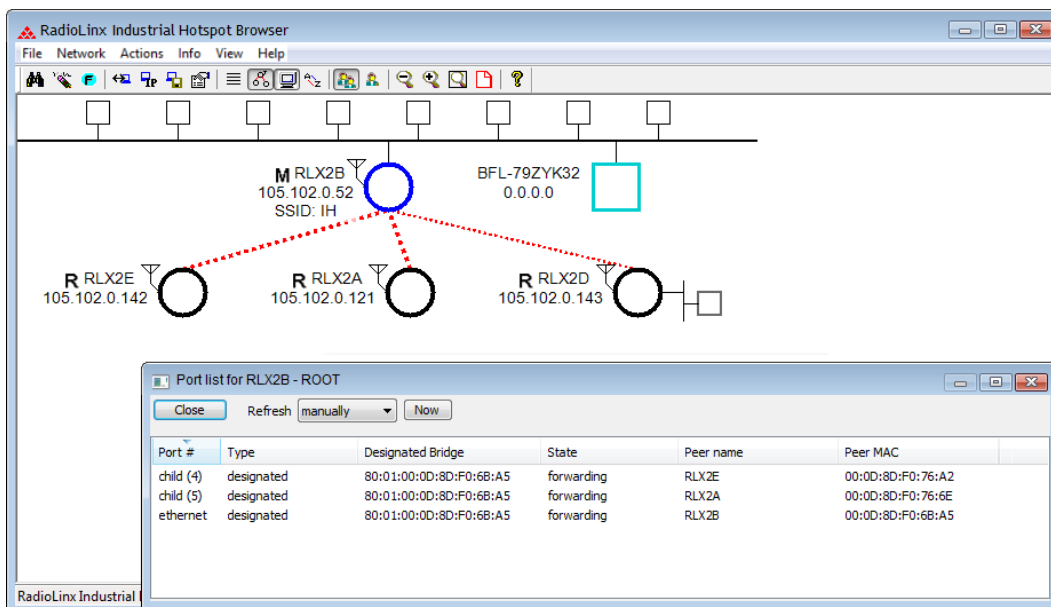 RadioLinx Industrial Hotspot Browser
File Network Actions Info View Help
M RLX2B
105.102.0.52
SSID: IH
BFL-79ZYK32
0.0.0.0
R RLX2E
105.102.0.142
R RLX2A
105.102.0.121
R RLX2D
105.102.0.143
Port list for RLX2B - ROOT
Close Refresh manually Now
Port # Type Designated Bridge State Peer name Peer MAC
child (4) designated 80:01:00:0D:8D:F0:6B:A5 forwarding RLX2E 00:0D:8D:F0:76:A2
child (5) designated 80:01:00:0D:8D:F0:6B:A5 forwarding RLX2A 00:0D:8D:F0:76:6E
ethernet designated 80:01:00:0D:8D:F0:6B:A5 forwarding RLX2B 00:0D:8D:F0:6B:A5
RadioLinx Industrial